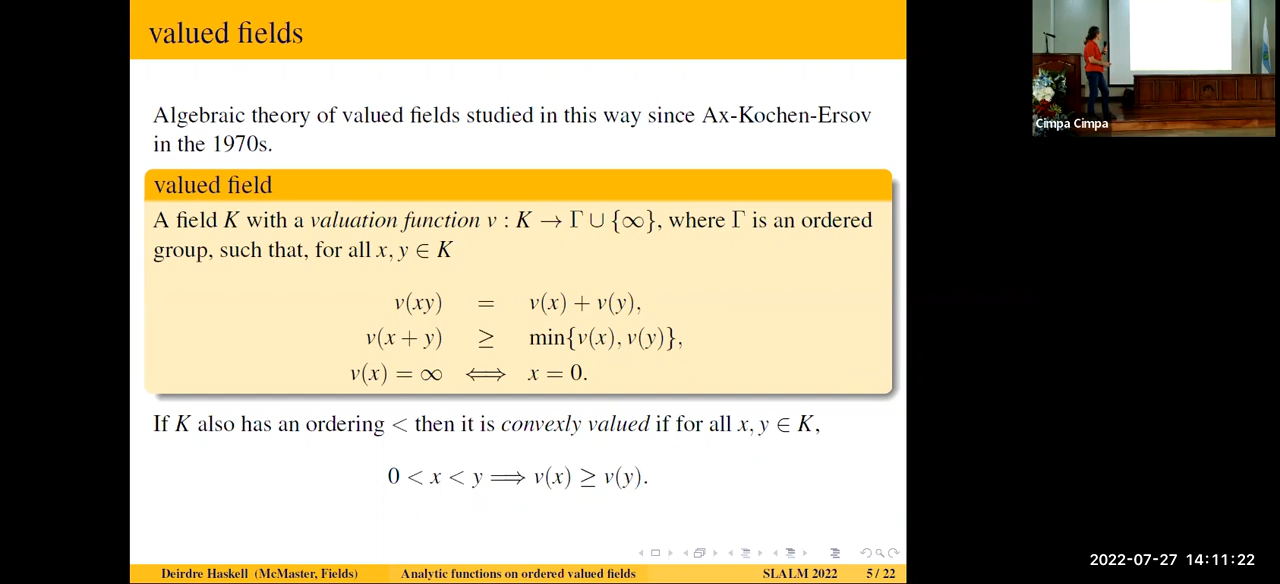 valued fields
Algebraic theory of valued fields studied in this way since Ax-Kochen-Ersov
in the 1970s.
valued field
A field K with a valuation function v : K → Γ ∪ {∞}, where Γ is an ordered
group, such that, for all x, y ∈ K
v(xy) = v(x) + v(y),
v(x + y) ≥ min{v(x), v(y)},
v(x) = ∞ ⟺ x = 0.
If K also has an ordering < then it is convexly valued if for all x, y ∈ K,
0 < x < y ⟹ v(x) ≥ v(y).
Deirdre Haskell (McMaster, Fields) Analytic functions on ordered valued fields SLALM 2022 5 / 22
Cimpa Cimpa
2022-07-27 14:11:22